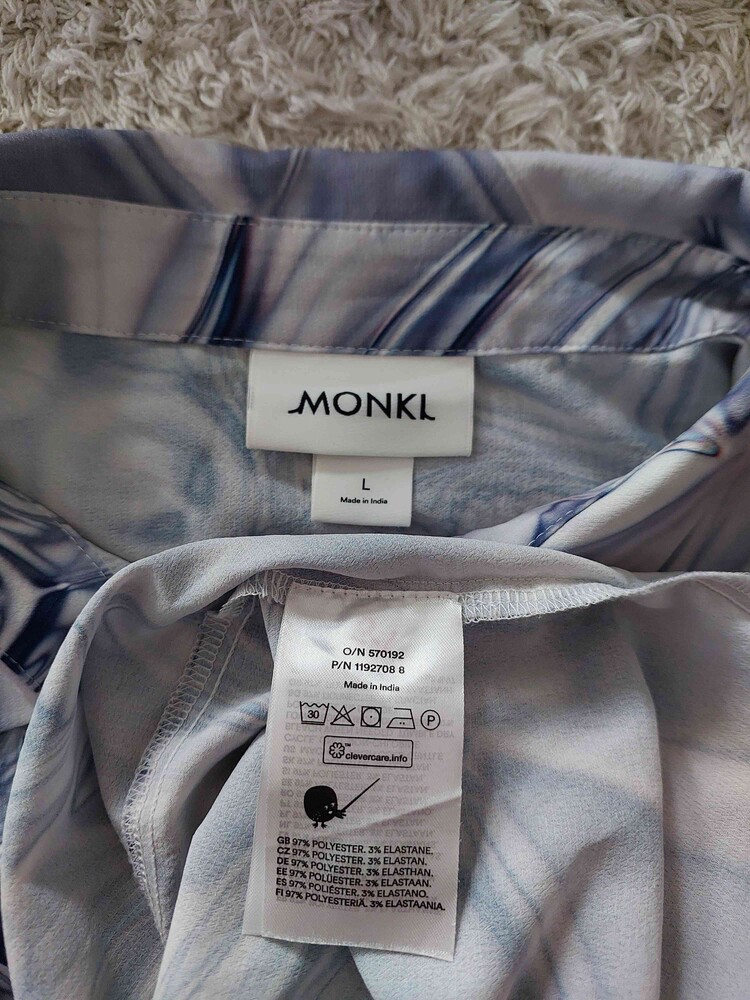 MONKI
L
Made in India
O/N 570192
P/N 1192708 8
Made in India
30
P
clevercare.info
GB 97% POLYESTER. 3% ELASTANE.
CZ 97% POLYESTER. 3% ELASTAN.
DE 97% POLYESTER. 3% ELASTHAN.
EE 97% POLÜESTER. 3% ELASTAAN.
ES 97% POLIÉSTER. 3% ELASTANO.
FI 97% POLYESTERIÄ. 3% ELASTAANIA.